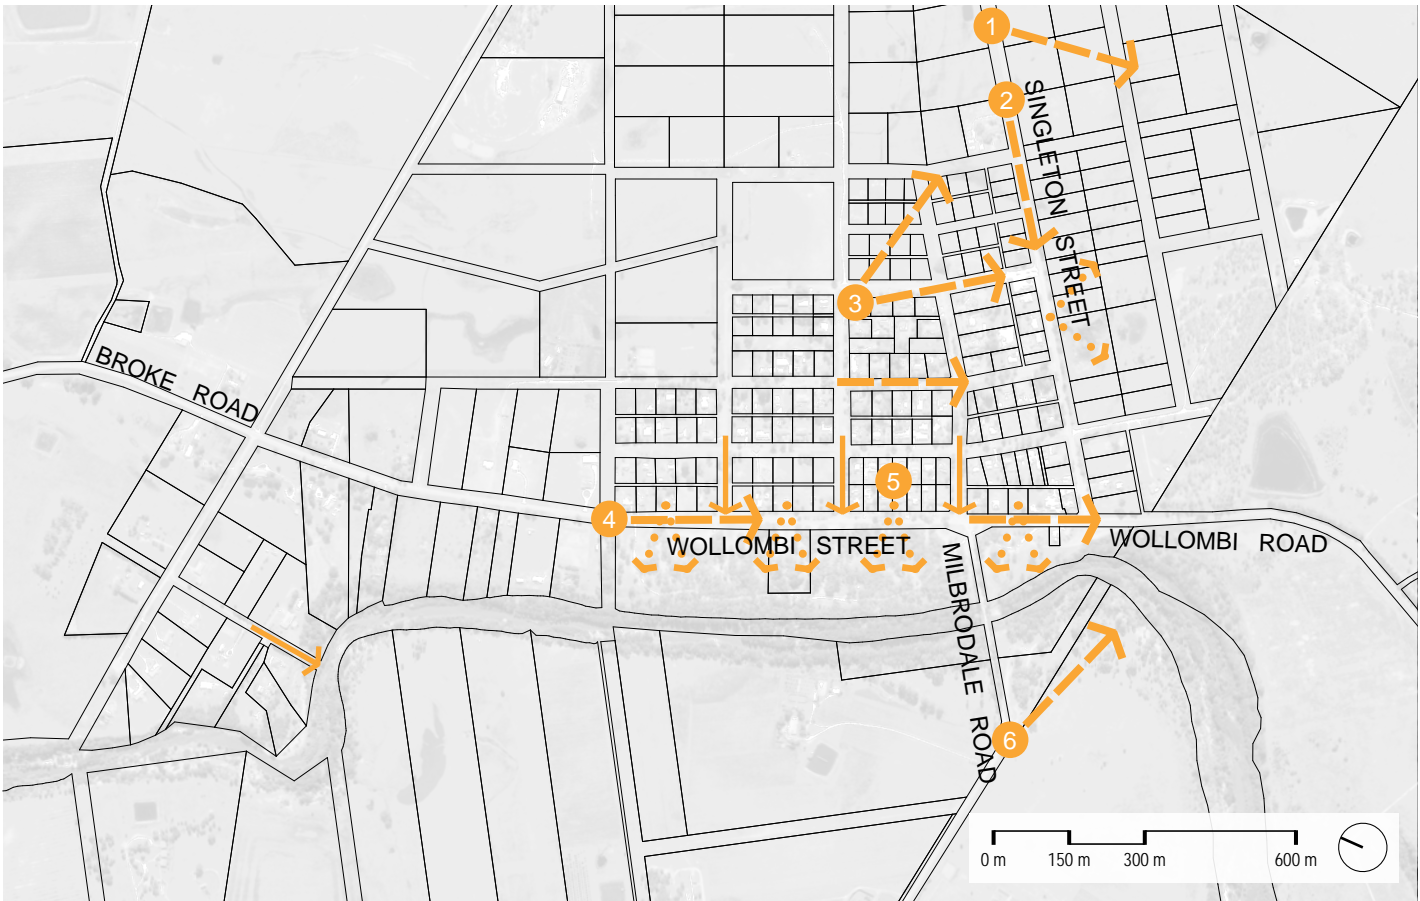 1
2
SINGLETON STREET
3
BROKE ROAD
5
4
WOLLOMBI STREET
WOLLOMBI ROAD
MILBRODALE ROAD
6
0 m 150 m 300 m 600 m